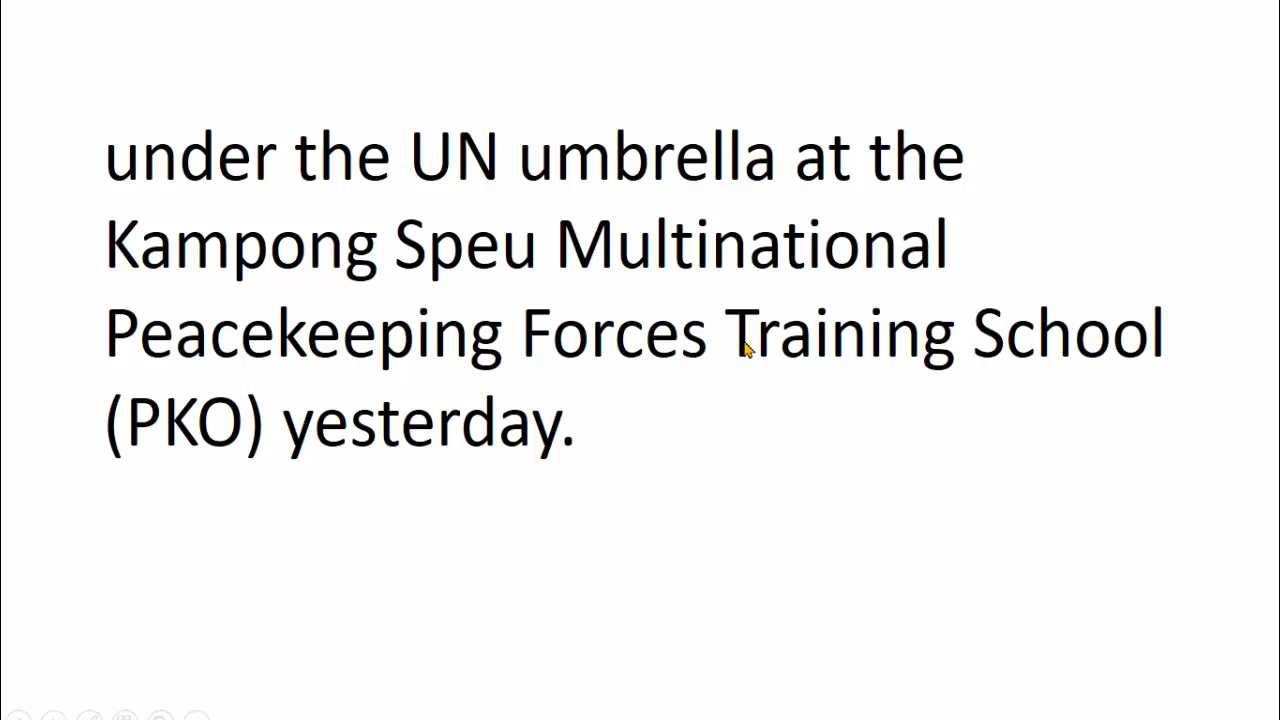 under the UN umbrella at the
Kampong Speu Multinational
Peacekeeping Forces Training School
(PKO) yesterday.